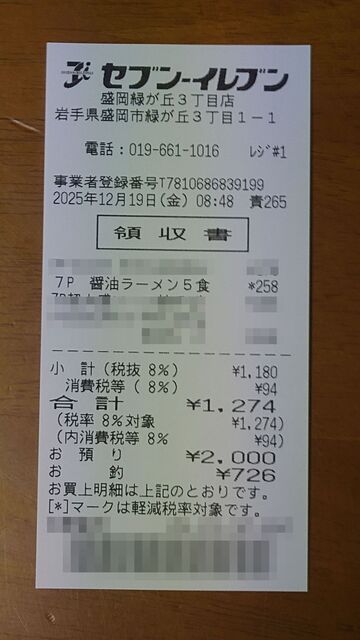 セブン-イレブン
盛岡緑が丘3丁目店
岩手県盛岡市緑が丘3丁目1-1
電話:019-661-1016 レジ#1
事業者登録番号T7810686839199
2025年12月19日(金) 08:48 責265
領収書
7P 醤油ラーメン5食 *258
小計(税抜 8%) ¥1,180
消費税等( 8%) ¥94
合計 ¥1,274
(税率 8%対象 ¥1,274)
(内消費税等 8% ¥94)
お預り ¥2,000
お釣 ¥726
お買上明細は上記のとおりです。
[*]マークは軽減税率対象です。